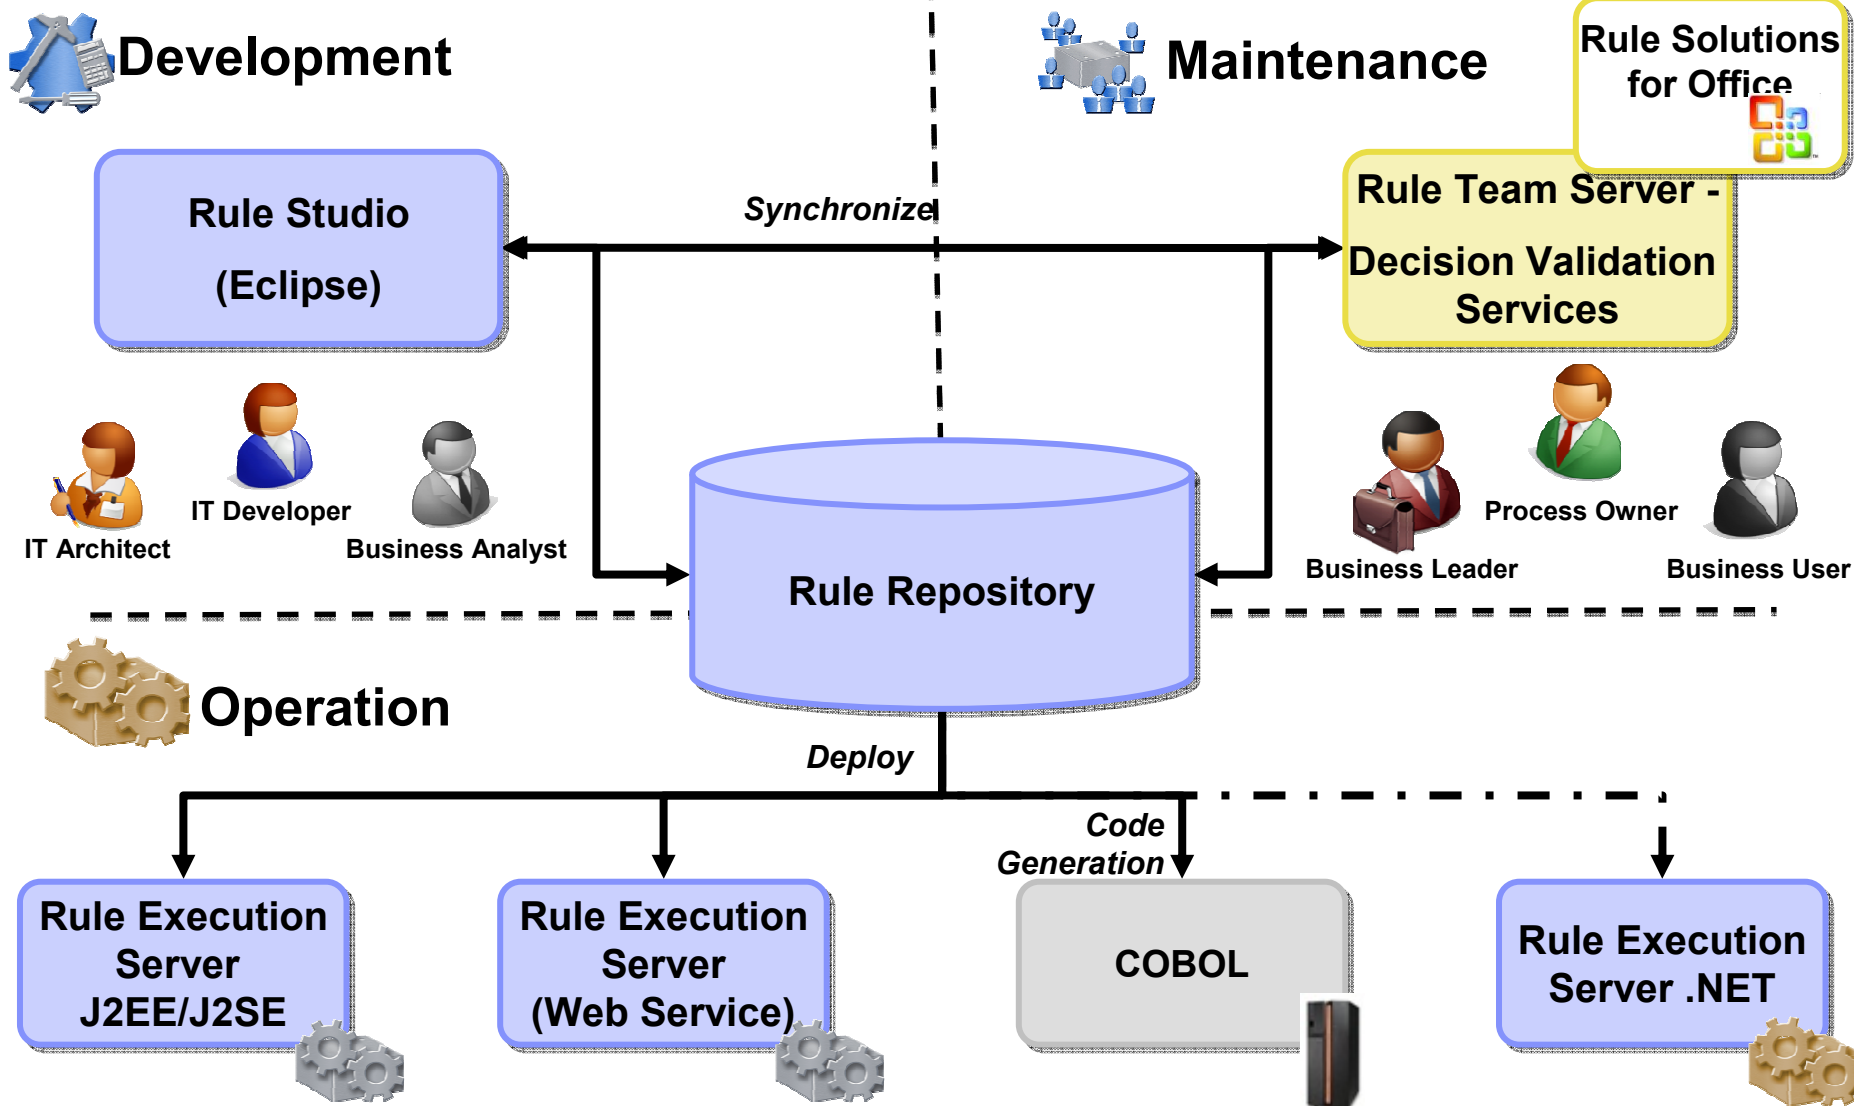 Development
Maintenance
Rule Solutions
for Office
Rule Studio
(Eclipse)
Synchronize
Rule Team Server -
Decision Validation
Services
IT Architect
IT Developer
Business Analyst
Business Leader
Process Owner
Business User
Rule Repository
Operation
Deploy
Code
Generation
Rule Execution
Server
J2EE/J2SE
Rule Execution
Server
(Web Service)
COBOL
Rule Execution
Server .NET